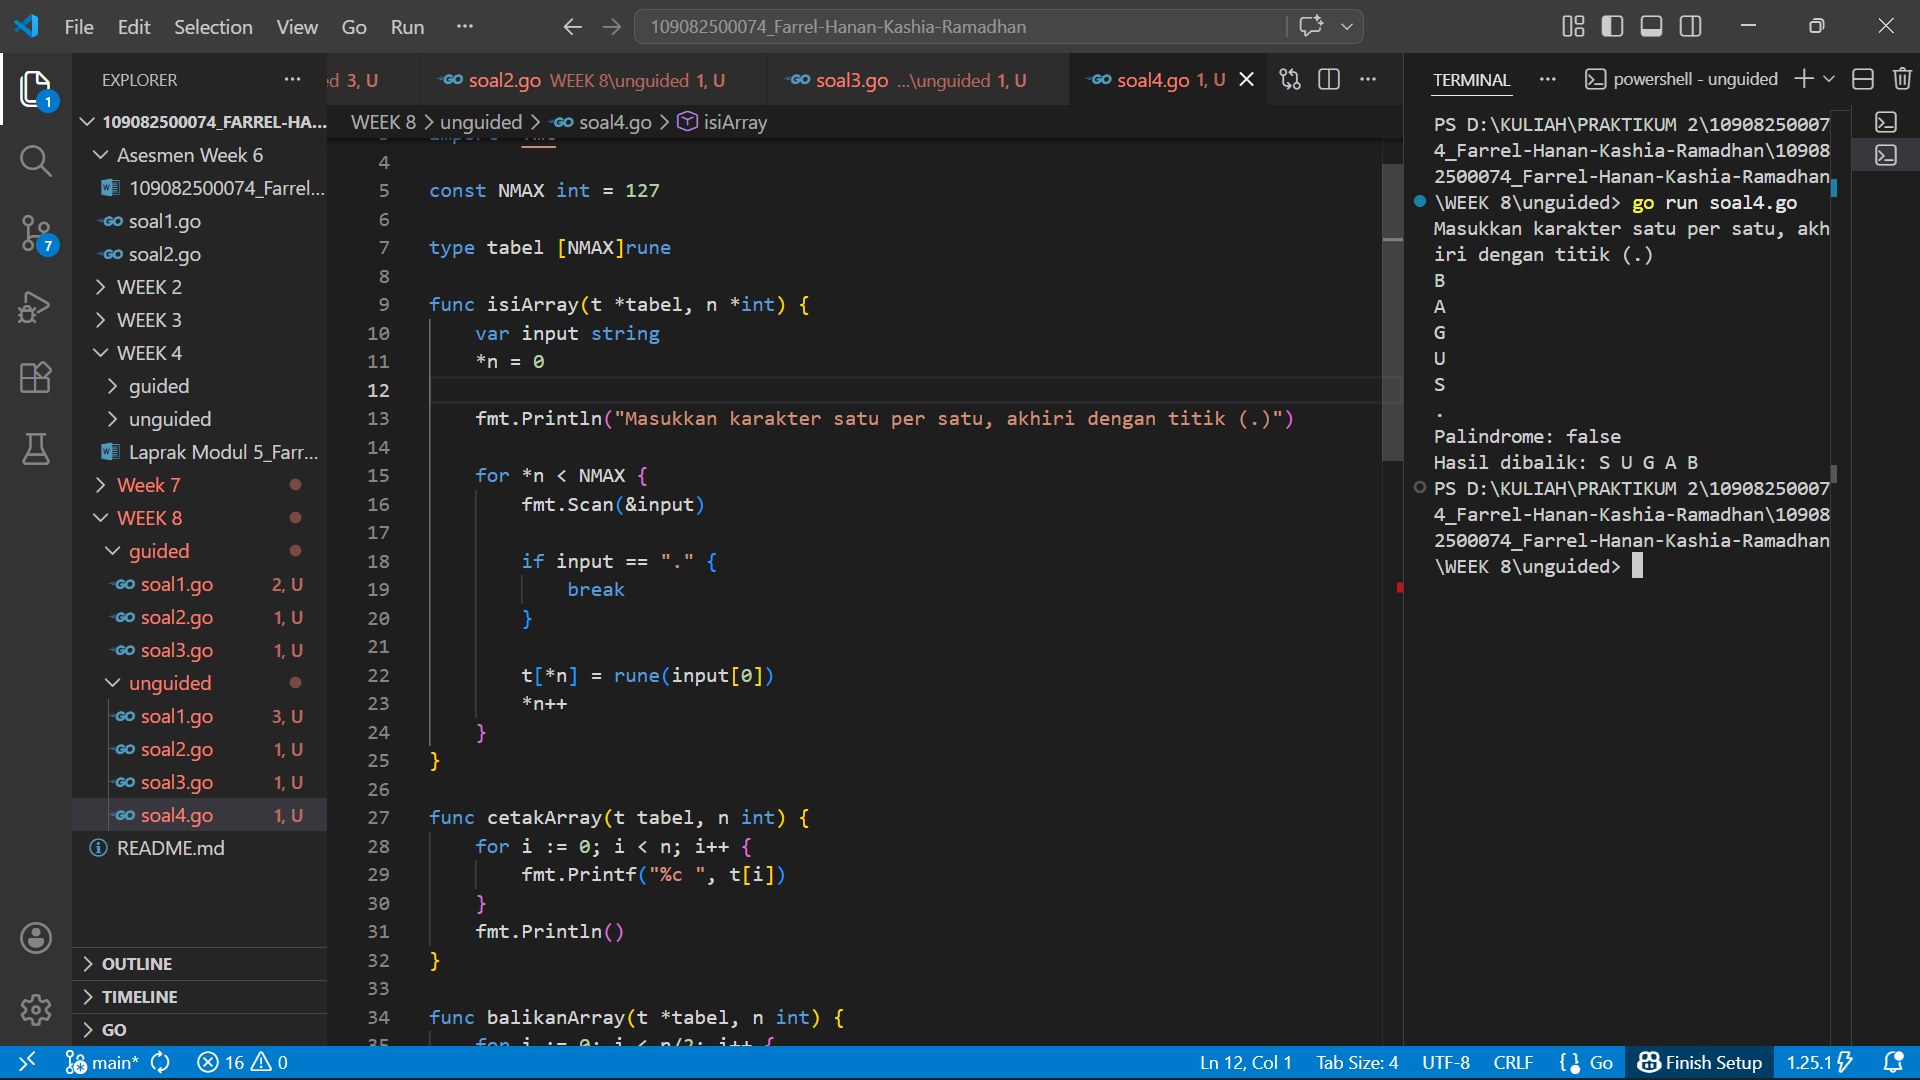 File Edit Selection View Go Run ···
109082500074_Farrel-Hanan-Kashia-Ramadhan
EXPLORER ···
1
7
109082500074_FARREL-HA...
Asesmen Week 6
109082500074_Farrel...
soal1.go
soal2.go
WEEK 2
WEEK 3
WEEK 4
guided
unguided
Laprak Modul 5_Farr...
Week 7
WEEK 8
guided
soal1.go 2, U
soal2.go 1, U
soal3.go 1, U
unguided
soal1.go 3, U
soal2.go 1, U
soal3.go 1, U
soal4.go 1, U
README.md
OUTLINE
TIMELINE
GO
ed 3, U
soal2.go WEEK 8\unguided 1, U
soal3.go ...\unguided 1, U
soal4.go 1, U
WEEK 8 > unguided > soal4.go > isiArray
4
5 const NMAX int = 127
6
7 type tabel [NMAX]rune
8
9 func isiArray(t *tabel, n *int) {
10 var input string
11 *n = 0
12
13 fmt.Println("Masukkan karakter satu per satu, akhiri dengan titik (.)")
14
15 for *n < NMAX {
16 fmt.Scan(&input)
17
18 if input == "." {
19 break
20 }
21
22 t[*n] = rune(input[0])
23 *n++
24 }
25 }
26
27 func cetakArray(t tabel, n int) {
28 for i := 0; i < n; i++ {
29 fmt.Printf("%c ", t[i])
30 }
31 fmt.Println()
32 }
33
34 func balikanArray(t *tabel, n int) {
35 for i := 0; i < n/2; i++ {
TERMINAL ··· powershell - unguided
PS D:\KULIAH\PRAKTIKUM 2\10908250007
4_Farrel-Hanan-Kashia-Ramadhan\10908
2500074_Farrel-Hanan-Kashia-Ramadhan
\WEEK 8\unguided> go run soal4.go
Masukkan karakter satu per satu, akh
iri dengan titik (.)
B
A
G
U
S
.
Palindrome: false
Hasil dibalik: S U G A B
PS D:\KULIAH\PRAKTIKUM 2\10908250007
4_Farrel-Hanan-Kashia-Ramadhan\10908
2500074_Farrel-Hanan-Kashia-Ramadhan
\WEEK 8\unguided>
main* 16 0
Ln 12, Col 1 Tab Size: 4 UTF-8 CRLF Go Finish Setup 1.25.1